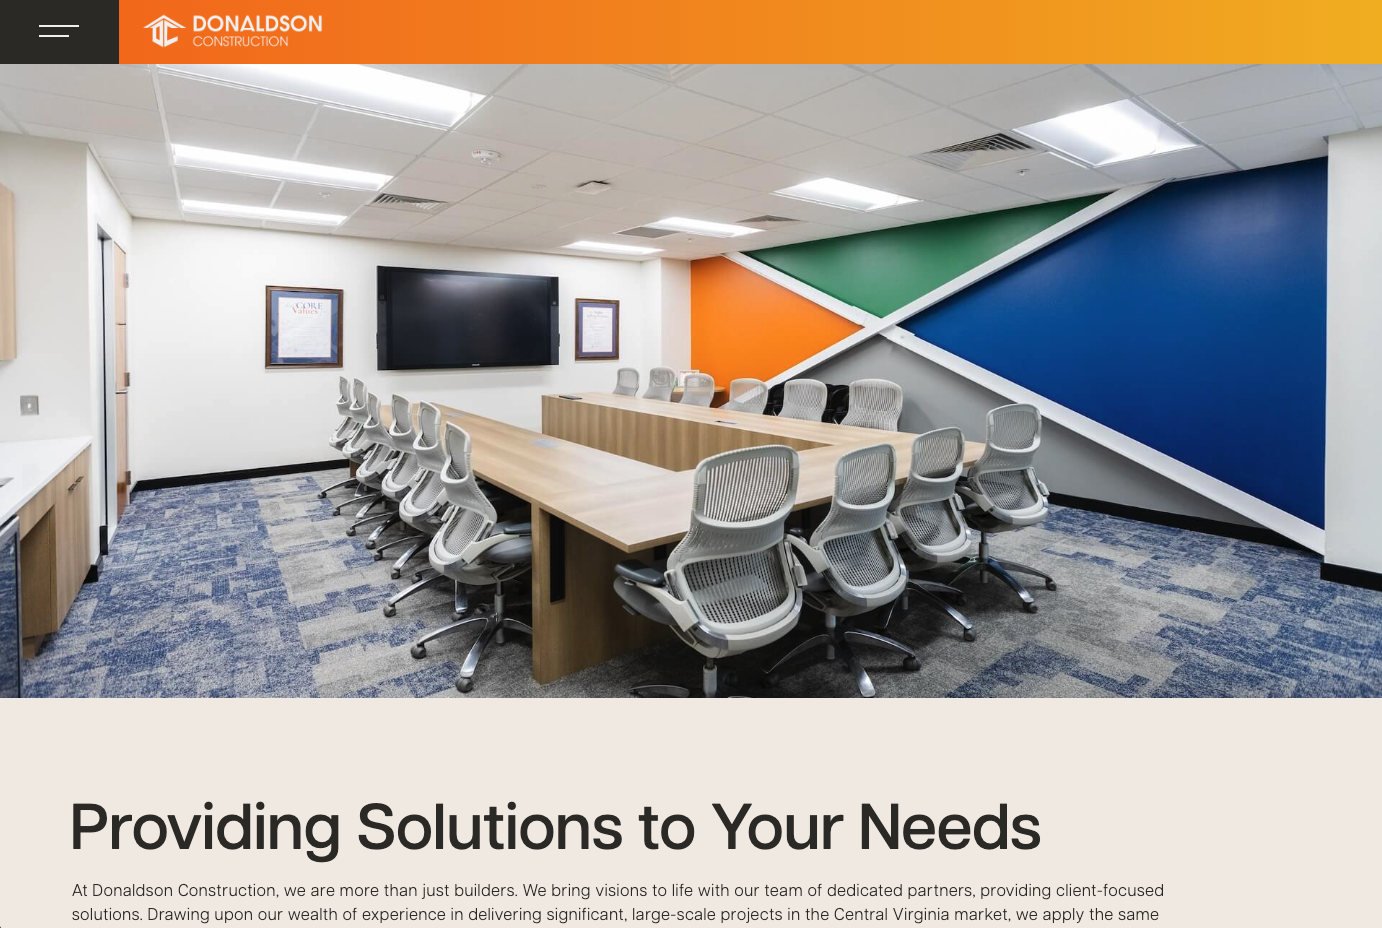 DONALDSON
CONSTRUCTION
CORE
Values
Providing Solutions to Your Needs
At Donaldson Construction, we are more than just builders. We bring visions to life with our team of dedicated partners, providing client-focused
solutions. Drawing upon our wealth of experience in delivering significant, large-scale projects in the Central Virginia market, we apply the same